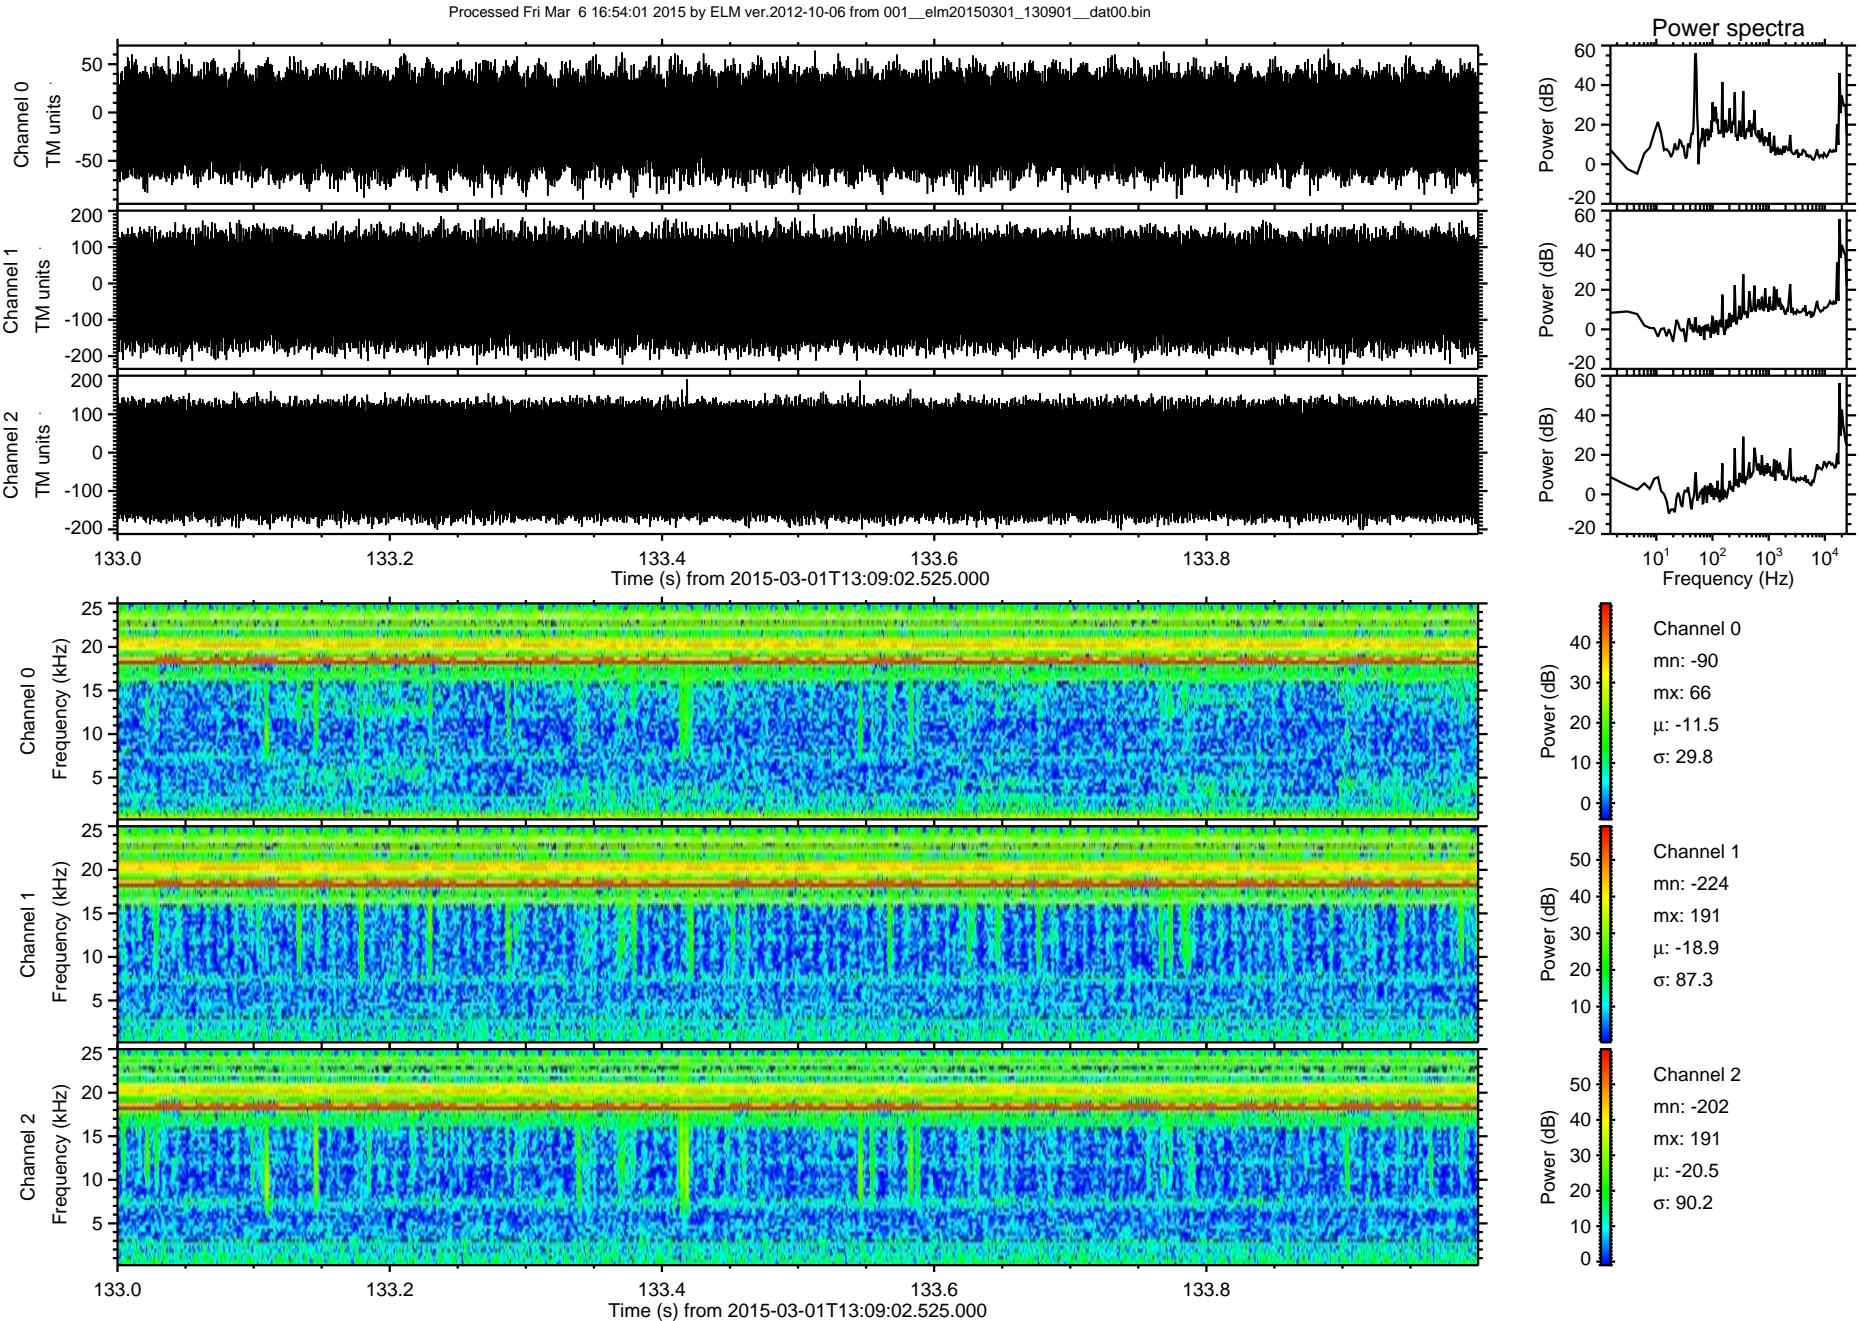 Processed Fri Mar  6 16:54:01 2015 by ELM ver.2012-10-06 from 001__elm20150301_130901__dat00.bin
Power spectra
Channel 0
TM units
50
0
-50
Power (dB)
60
40
20
0
-20
Channel 1
TM units
200
100
0
-100
-200
Power (dB)
60
40
20
0
-20
Channel 2
TM units
200
100
0
-100
-200
Power (dB)
60
40
20
0
-20
133.0 133.2 133.4 133.6 133.8
Time (s) from 2015-03-01T13:09:02.525.000
10^1 10^2 10^3 10^4
Frequency (Hz)
Channel 0
Frequency (kHz)
25
20
15
10
5
Power (dB)
40
30
20
10
0
Channel 0
mn: -90
mx: 66
μ: -11.5
σ: 29.8
Channel 1
Frequency (kHz)
25
20
15
10
5
Power (dB)
50
40
30
20
10
Channel 1
mn: -224
mx: 191
μ: -18.9
σ: 87.3
Channel 2
Frequency (kHz)
25
20
15
10
5
Power (dB)
50
40
30
20
10
0
Channel 2
mn: -202
mx: 191
μ: -20.5
σ: 90.2
133.0 133.2 133.4 133.6 133.8
Time (s) from 2015-03-01T13:09:02.525.000